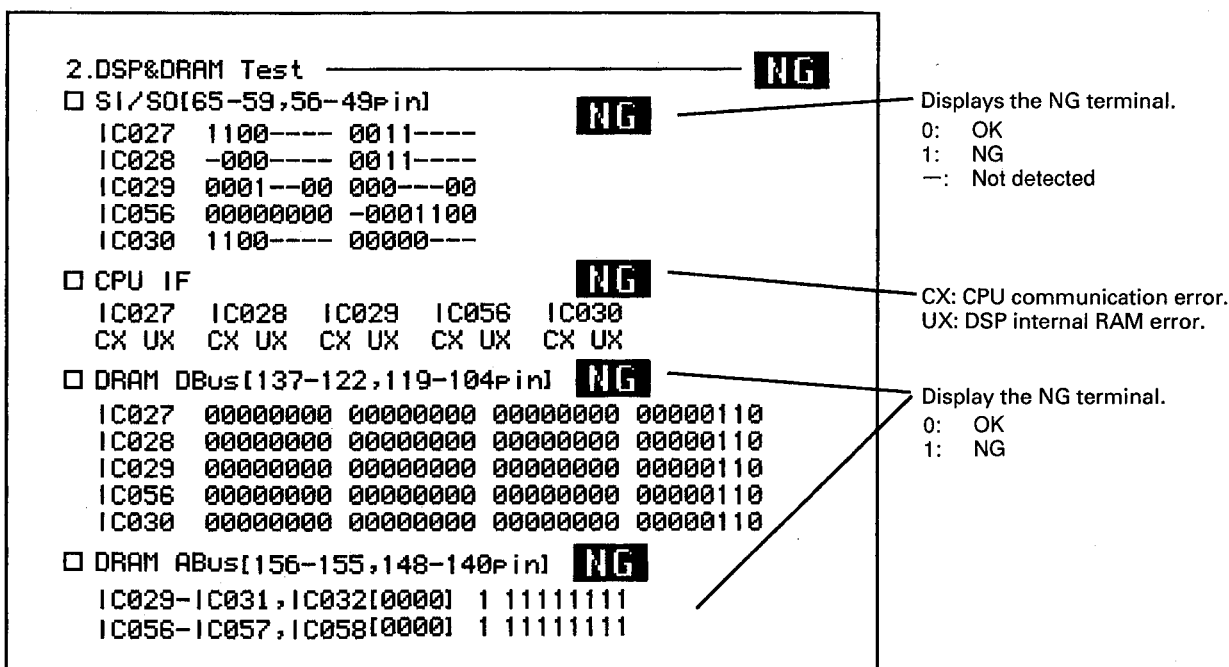 2.DSP&DRAM Test NG
□ SI/SO[65-59,56-49pin] NG
IC027 1100---- 0011----
IC028 -000---- 0011----
IC029 0001--00 000---00
IC056 00000000 -0001100
IC030 1100---- 00000---
□ CPU IF NG
IC027 IC028 IC029 IC056 IC030
CX UX CX UX CX UX CX UX CX UX
□ DRAM DBus[137-122,119-104pin] NG
IC027 00000000 00000000 00000000 00000110
IC028 00000000 00000000 00000000 00000110
IC029 00000000 00000000 00000000 00000110
IC056 00000000 00000000 00000000 00000110
IC030 00000000 00000000 00000000 00000110
□ DRAM ABus[156-155,148-140pin] NG
IC029-IC031,IC032[0000] 1 11111111
IC056-IC057,IC058[0000] 1 11111111
Displays the NG terminal.
0: OK
1: NG
—: Not detected
CX: CPU communication error.
UX: DSP internal RAM error.
Display the NG terminal.
0: OK
1: NG